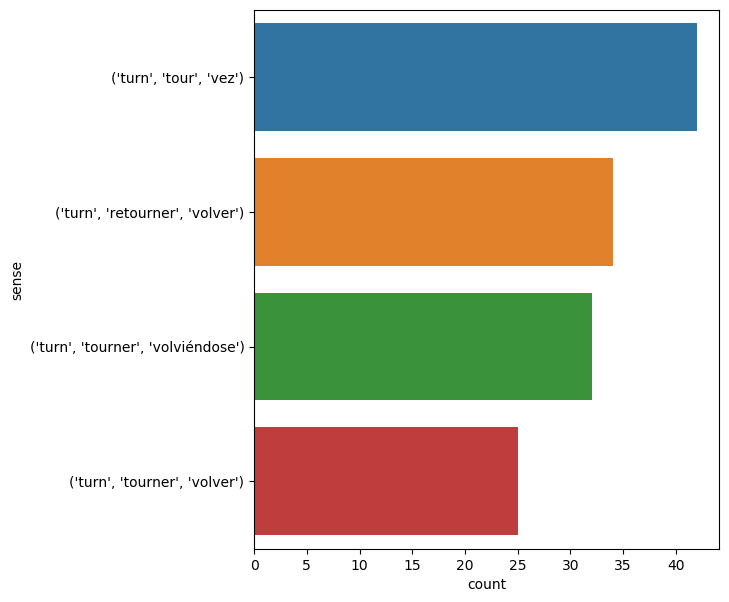 ('turn', 'tour', 'vez')
('turn', 'retourner', 'volver')
('turn', 'tourner', 'volviéndose')
('turn', 'tourner', 'volver')
sense
0 5 10 15 20 25 30 35 40
count